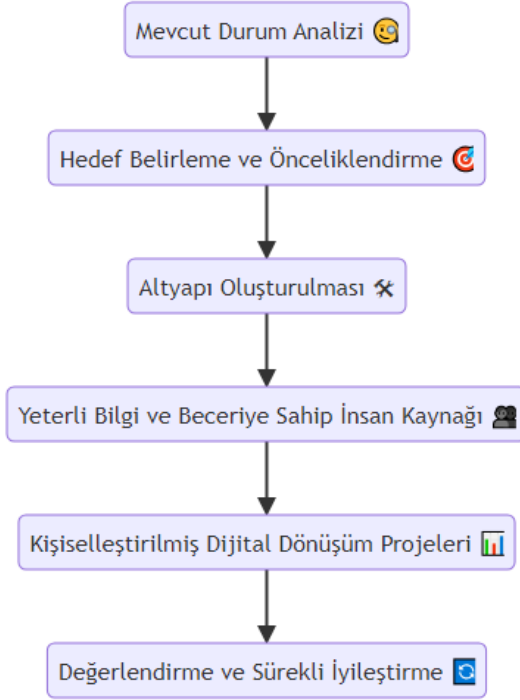 Mevcut Durum Analizi 🧐
Hedef Belirleme ve Önceliklendirme 🎯
Altyapı Oluşturulması 🛠
Yeterli Bilgi ve Beceriye Sahip İnsan Kaynağı 👥
Kişiselleştirilmiş Dijital Dönüşüm Projeleri 📊
Değerlendirme ve Sürekli İyileştirme 🔄